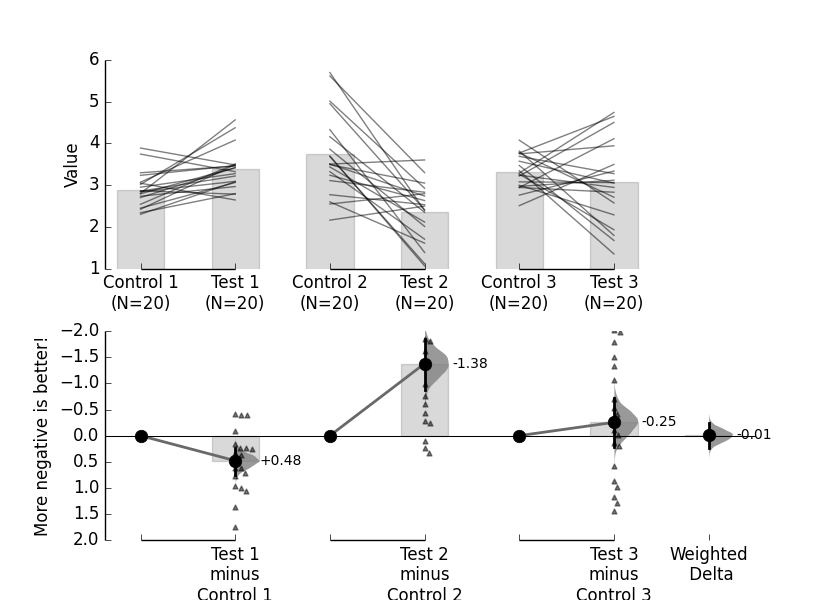 6
5
4
3
2
1
Value
Control 1 Test 1 Control 2 Test 2 Control 3 Test 3
(N=20) (N=20) (N=20) (N=20) (N=20) (N=20)
−2.0
−1.5
−1.0
−0.5
0.0
0.5
1.0
1.5
2.0
More negative is better!
+0.48
-1.38
-0.25
-0.01
Test 1 Test 2 Test 3 Weighted
minus minus minus Delta
Control 1 Control 2 Control 3